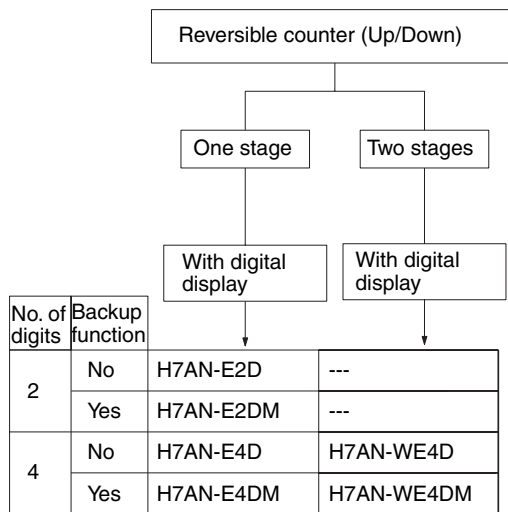 Reversible counter (Up/Down)
One stage
Two stages
With digital
display
With digital
display
No. of
digits
Backup
function
2
No
H7AN-E2D
---
Yes
H7AN-E2DM
---
4
No
H7AN-E4D
H7AN-WE4D
Yes
H7AN-E4DM
H7AN-WE4DM